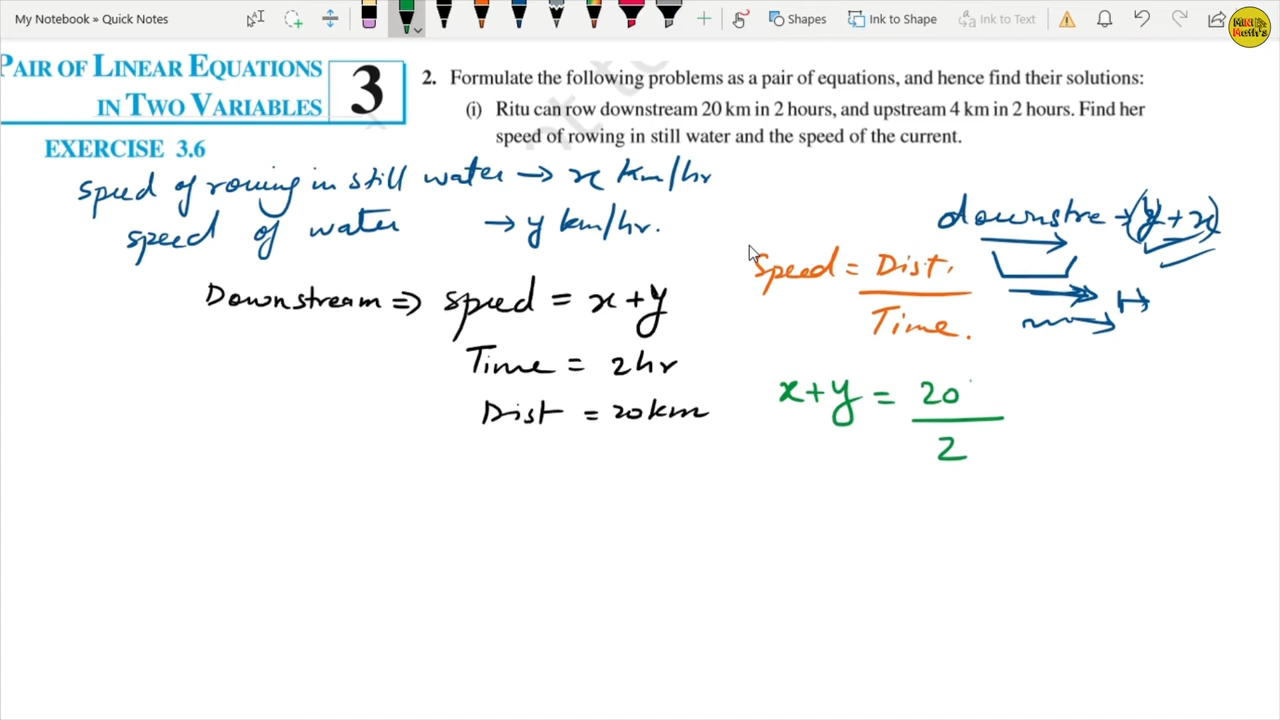 My Notebook » Quick Notes
Shapes
Ink to Shape
Ink to Text
PAIR OF LINEAR EQUATIONS
IN TWO VARIABLES
3
EXERCISE 3.6
2. Formulate the following problems as a pair of equations, and hence find their solutions:
(i) Ritu can row downstream 20 km in 2 hours, and upstream 4 km in 2 hours. Find her
speed of rowing in still water and the speed of the current.
speed of rowing in still water → x km/hr
speed of water → y km/hr.
downstre → (y + x)
Speed = Dist.
Time.
Downstream ⇒ speed = x + y
Time = 2hr
Dist = 20km
x + y = 20
2